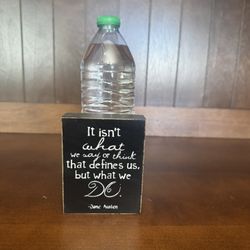 It isn't
what
we say or think
that defines us,
but what we
DO.
-Jane Austen